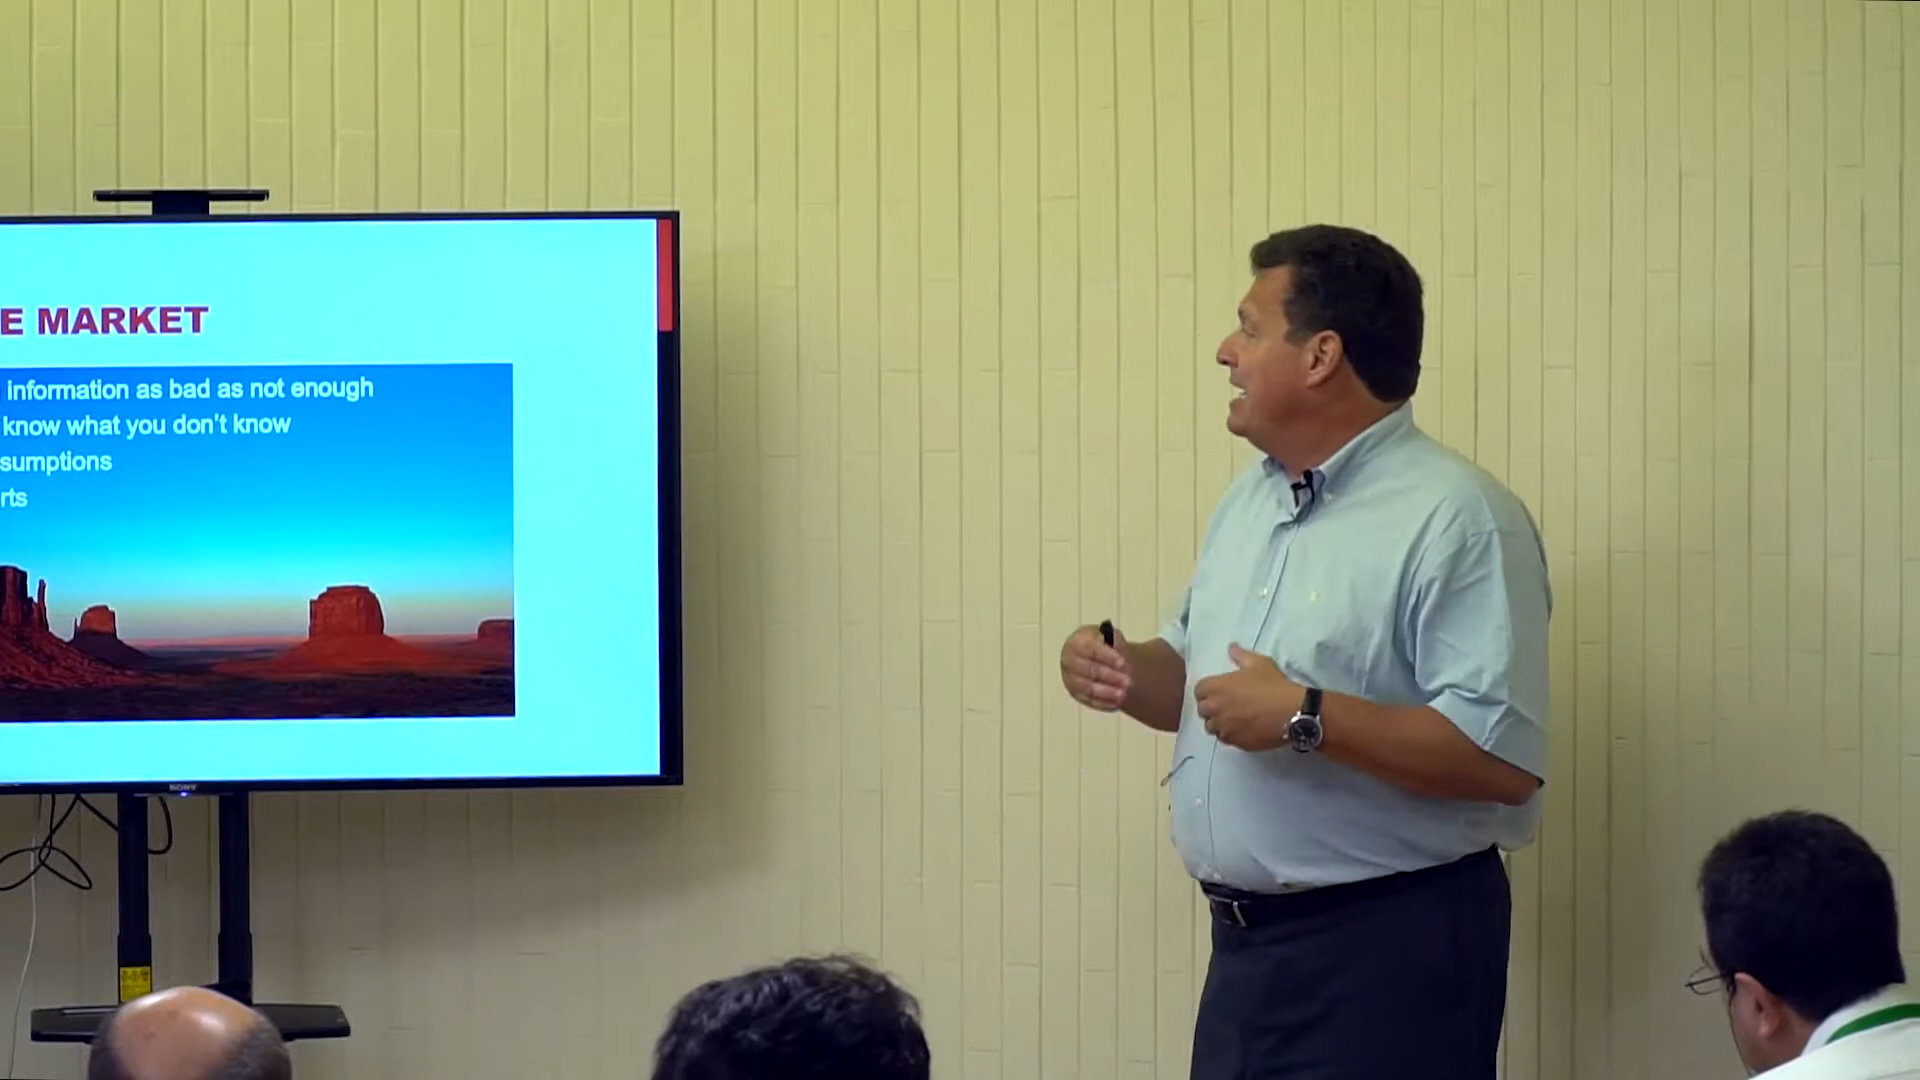 E MARKET
information as bad as not enough
know what you don't know
sumptions
rts
SONY